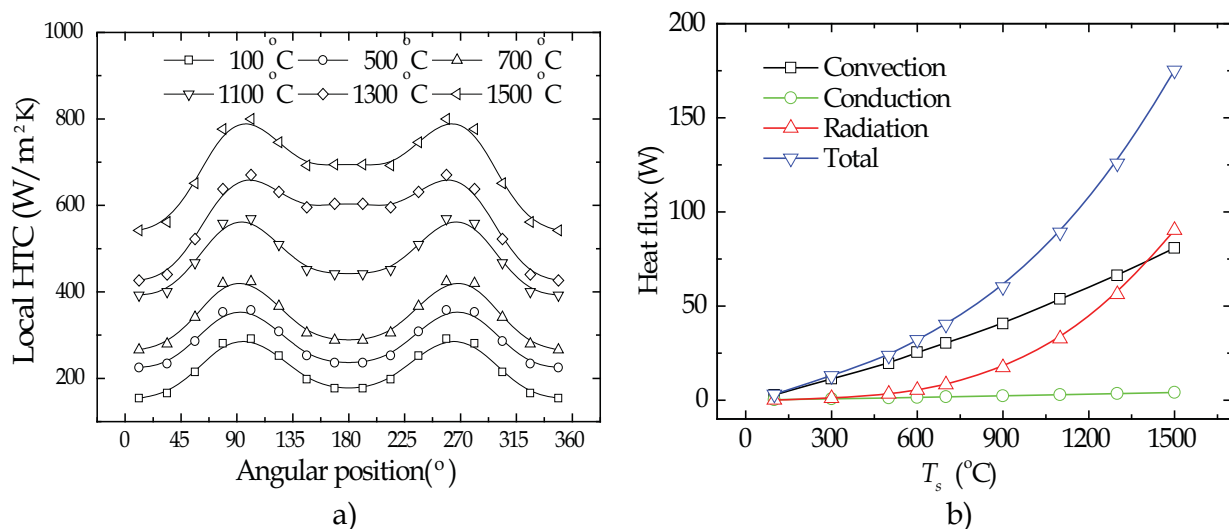 1000
800
600
400
200
Local HTC (W/m² K)
100 °C
500 °C
700 °C
1100 °C
1300 °C
1500 °C
0
45
90
135
180
225
270
315
360
Angular position(°)
a)
200
150
100
50
0
Heat flux (W)
Convection
Conduction
Radiation
Total
0
300
600
900
1200
1500
Tₛ (°C)
b)